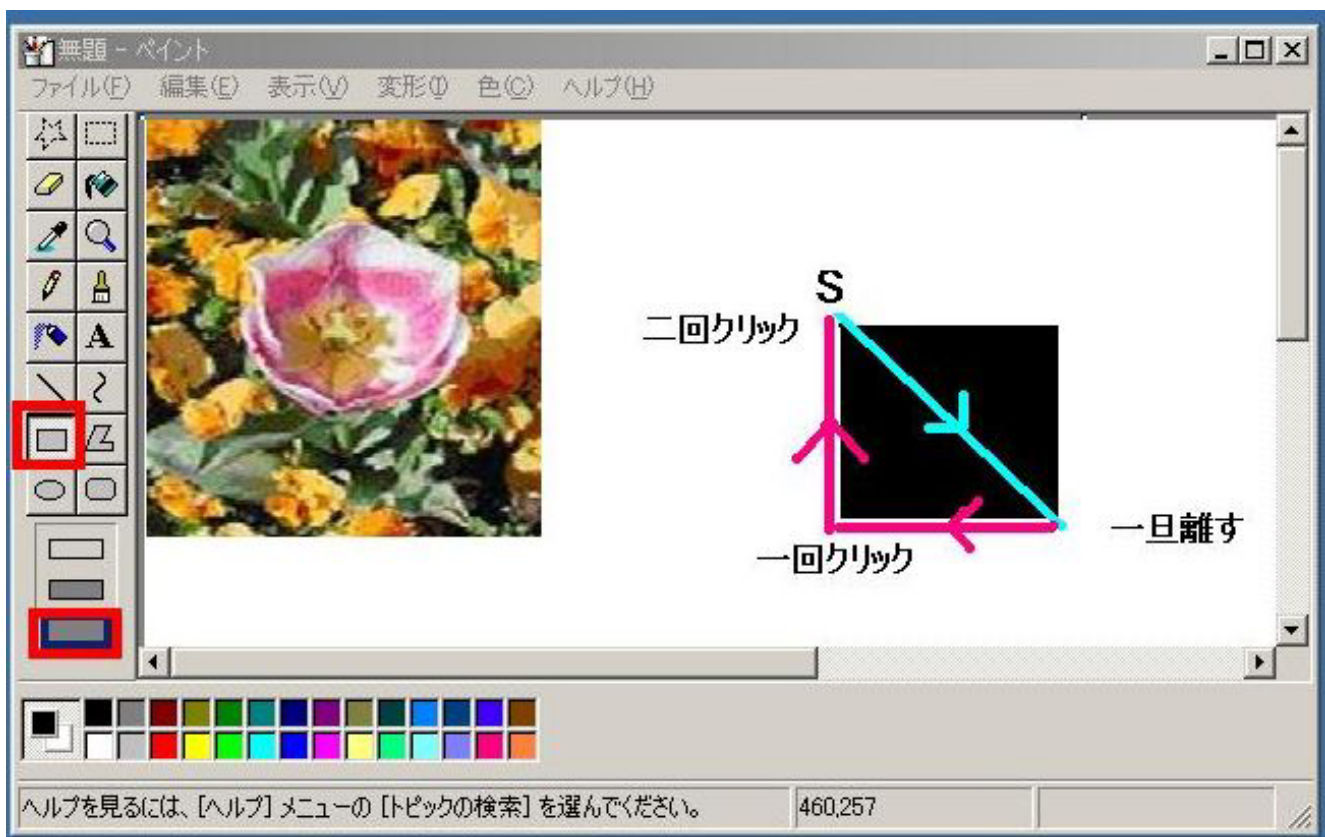 無題 - ペイント
ファイル(F) 編集(E) 表示(V) 変形(I) 色(C) ヘルプ(H)
A
S
二回クリック
一旦離す
一回クリック
ヘルプを見るには、[ヘルプ] メニューの [トピックの検索] を選んでください。
460,257